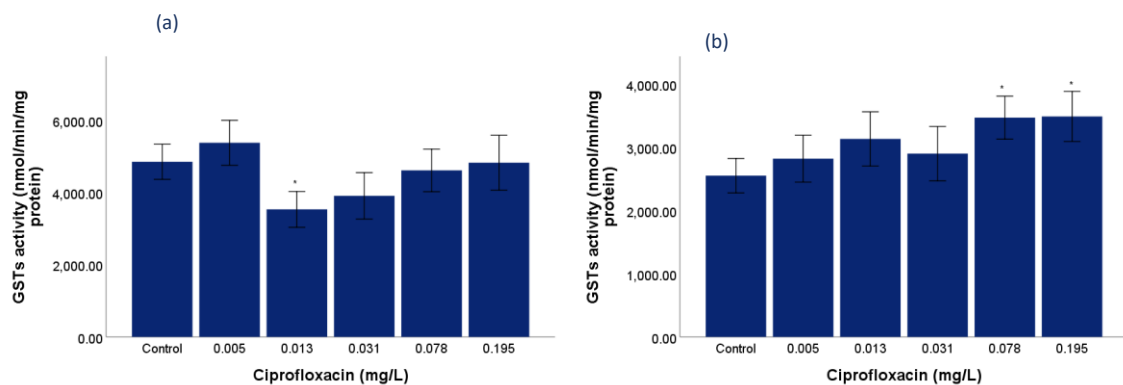 (a)
GSTs activity (nmol/min/mg
protein)
6,000.00
4,000.00
2,000.00
0.00
*
Control 0.005 0.013 0.031 0.078 0.195
Ciprofloxacin (mg/L)
(b)
GSTs activity (nmol/min/mg
protein)
4,000.00
3,000.00
2,000.00
1,000.00
0.00
* *
Control 0.005 0.013 0.031 0.078 0.195
Ciprofloxacin (mg/L)